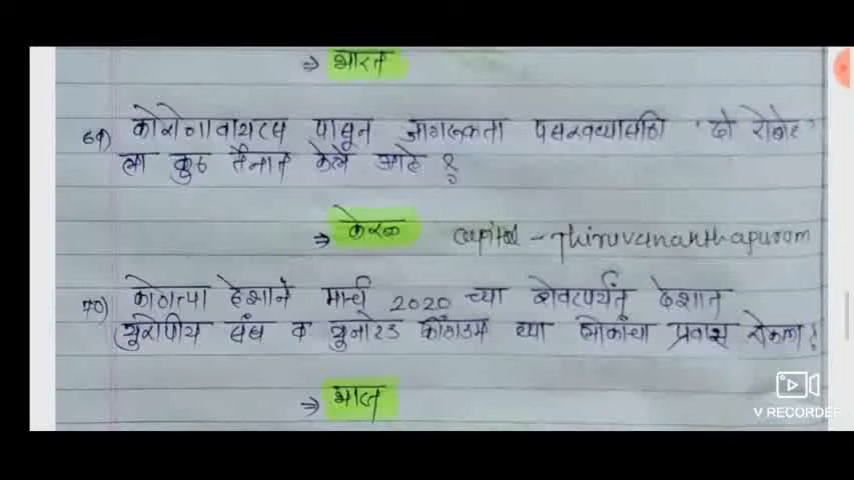 ⇒ भारत
69) कोरोनावायरस पासून जागरूकता पसरवण्यासाठी 'दो रोबोट'
ला कुठ तैनात केले आहे ?
⇒ केरळ capital - Thiruvananthapuram
70) कोणत्या देशाने मार्च 2020 च्या शेवटपर्यंत देशात
युरोपीय संघ व युनायटेड किंगडम च्या लोकांचा प्रवास रोकला ?
⇒ भारत
V RECORDER